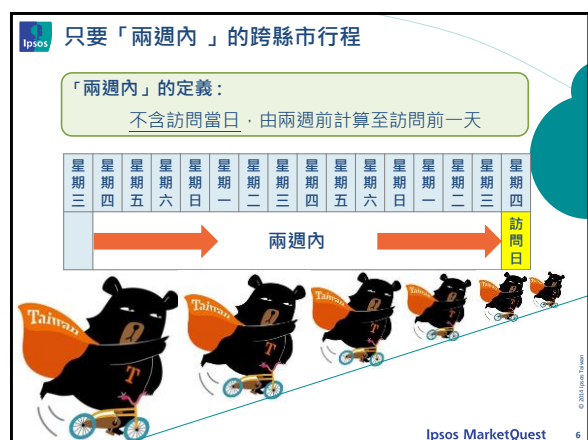 Ipsos
只要「兩週內 」的跨縣市行程
「兩週內」的定義：
不含訪問當日，由兩週前計算至訪問前一天
星期三 星期四 星期五 星期六 星期日 星期一 星期二 星期三 星期四 星期五 星期六 星期日 星期一 星期二 星期三 星期四
兩週內 訪問日
Taiwan
T
Taiwan
T
Taiwan
T
Taiwan
© 2014 Ipsos Taiwan
Ipsos MarketQuest 6